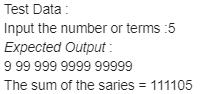 Test Data :
Input the number or terms :5
Expected Output :
9 99 999 9999 99999
The sum of the saries = 111105